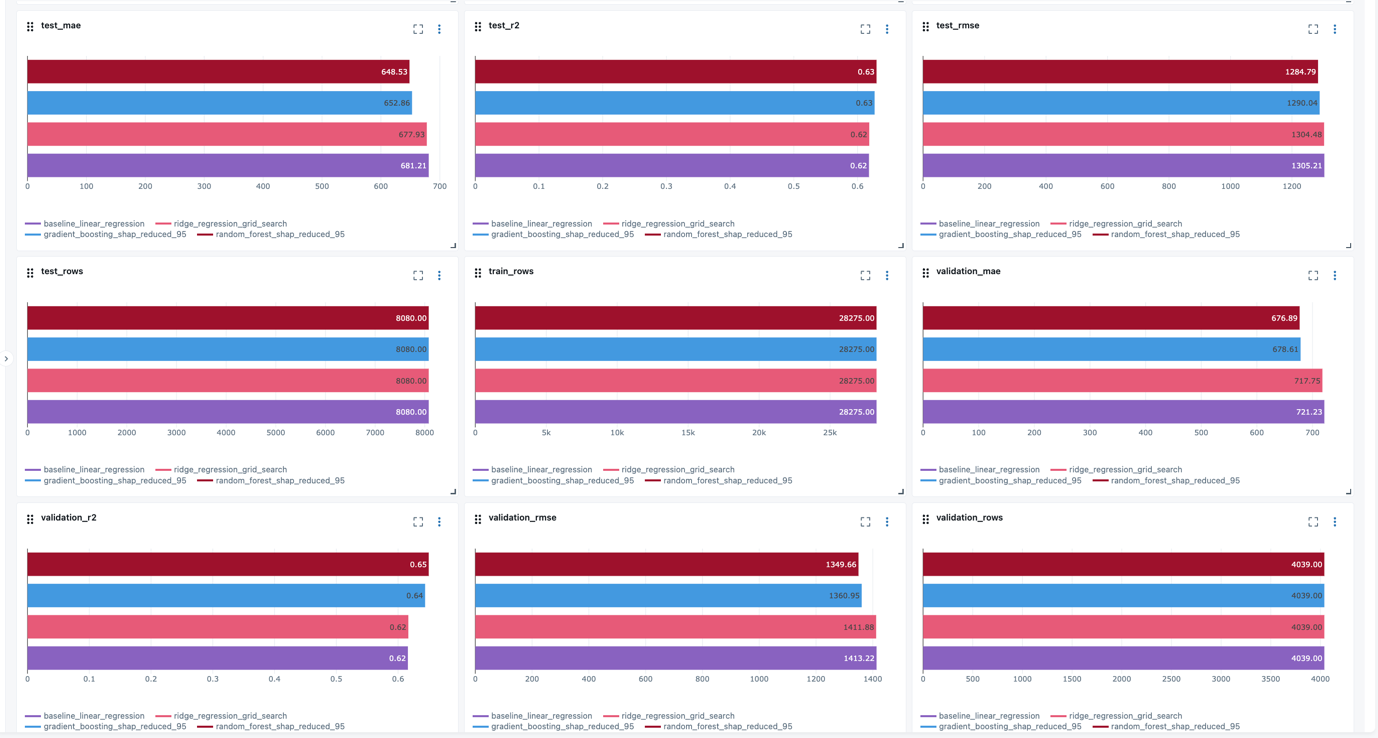 test_mae
648.53
652.86
677.93
681.21
0 100 200 300 400 500 600 700
baseline_linear_regression ridge_regression_grid_search
gradient_boosting_shap_reduced_95 random_forest_shap_reduced_95
test_r2
0.63
0.63
0.62
0.62
0 0.1 0.2 0.3 0.4 0.5 0.6
baseline_linear_regression ridge_regression_grid_search
gradient_boosting_shap_reduced_95 random_forest_shap_reduced_95
test_rmse
1284.79
1290.04
1304.48
1305.21
0 200 400 600 800 1000 1200
baseline_linear_regression ridge_regression_grid_search
gradient_boosting_shap_reduced_95 random_forest_shap_reduced_95
test_rows
8080.00
8080.00
8080.00
8080.00
0 1000 2000 3000 4000 5000 6000 7000 8000
baseline_linear_regression ridge_regression_grid_search
gradient_boosting_shap_reduced_95 random_forest_shap_reduced_95
train_rows
28275.00
28275.00
28275.00
28275.00
0 5k 10k 15k 20k 25k
baseline_linear_regression ridge_regression_grid_search
gradient_boosting_shap_reduced_95 random_forest_shap_reduced_95
validation_mae
676.89
678.61
717.75
721.23
0 100 200 300 400 500 600 700
baseline_linear_regression ridge_regression_grid_search
gradient_boosting_shap_reduced_95 random_forest_shap_reduced_95
validation_r2
0.65
0.64
0.62
0.62
0 0.1 0.2 0.3 0.4 0.5 0.6
baseline_linear_regression ridge_regression_grid_search
gradient_boosting_shap_reduced_95 random_forest_shap_reduced_95
validation_rmse
1349.66
1360.95
1411.88
1413.22
0 200 400 600 800 1000 1200 1400
baseline_linear_regression ridge_regression_grid_search
gradient_boosting_shap_reduced_95 random_forest_shap_reduced_95
validation_rows
4039.00
4039.00
4039.00
4039.00
0 500 1000 1500 2000 2500 3000 3500 4000
baseline_linear_regression ridge_regression_grid_search
gradient_boosting_shap_reduced_95 random_forest_shap_reduced_95